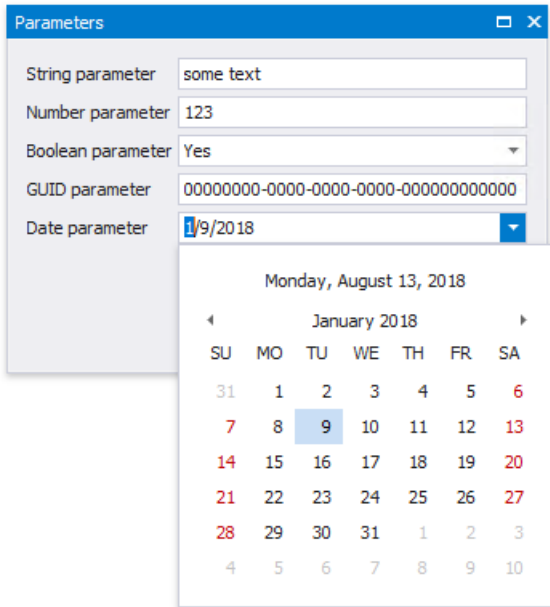 Parameters
String parameter some text
Number parameter 123
Boolean parameter Yes
GUID parameter 00000000-0000-0000-0000-000000000000
Date parameter 1/9/2018
Monday, August 13, 2018
January 2018
SU MO TU WE TH FR SA
31 1 2 3 4 5 6
7 8 9 10 11 12 13
14 15 16 17 18 19 20
21 22 23 24 25 26 27
28 29 30 31 1 2 3
4 5 6 7 8 9 10